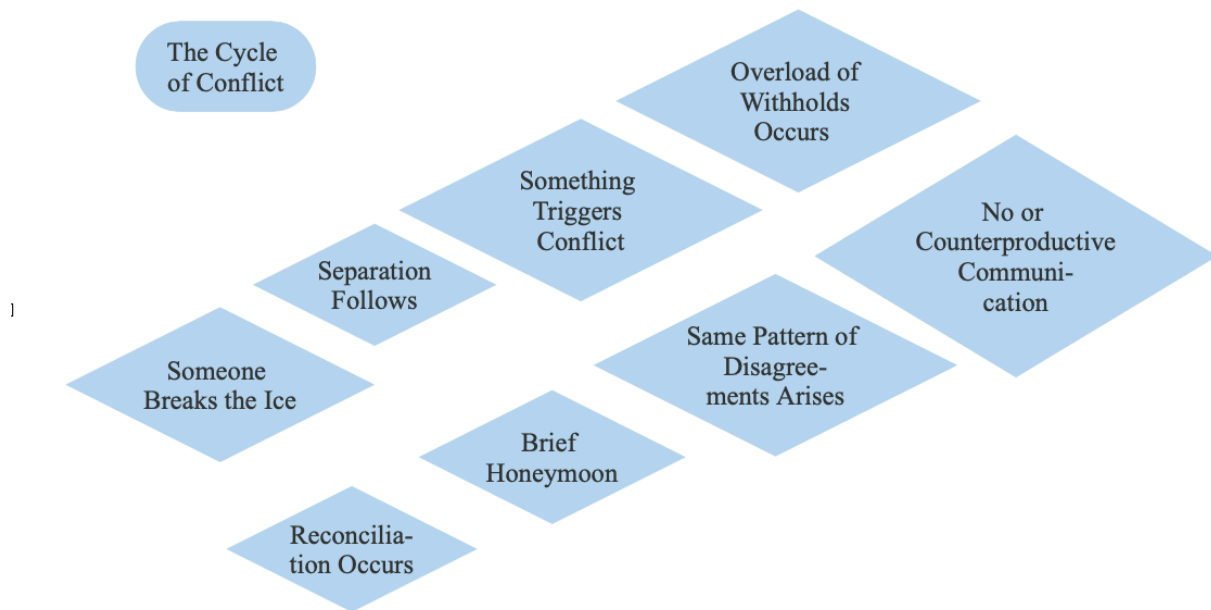 The Cycle
of Conflict
Overload of
Withholds
Occurs
Something
Triggers
Conflict
No or
Counterproductive
Communi-
cation
Separation
Follows
Same Pattern of
Disagree-
ments Arises
Someone
Breaks the Ice
Brief
Honeymoon
Reconcilia-
tion Occurs
]